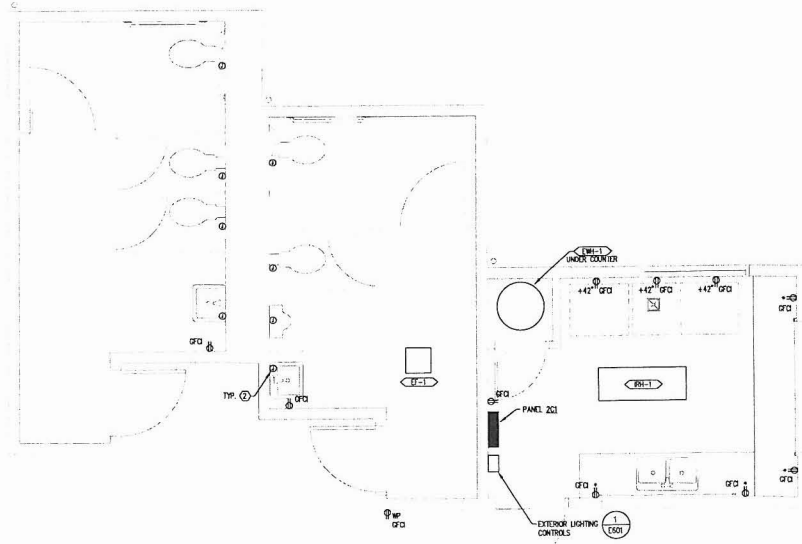 EWH-1
UNDER COUNTER
+42" GFCI
+42" GFCI
+42" GFCI
GFCI
GFCI
EF-1
IRH-1
TYP. 2
GFCI
GFCI
PANEL 2C1
GFCI
GFCI
GFCI
WP
GFCI
EXTERIOR LIGHTING
CONTROLS
1
E601